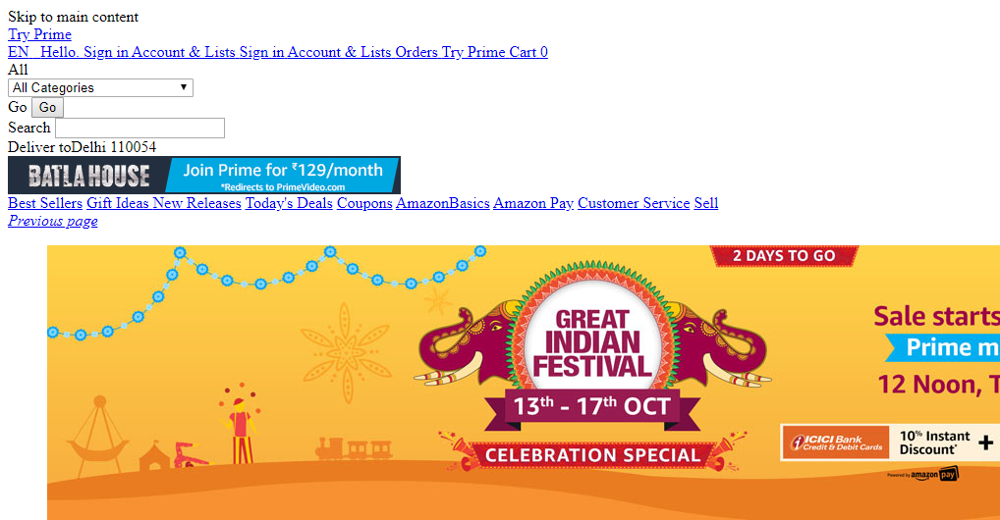 Skip to main content
Try Prime
EN   Hello. Sign in Account & Lists Sign in Account & Lists Orders Try Prime Cart 0
All
All Categories
Go Go
Search
Deliver toDelhi 110054
BATLA HOUSE
Join Prime for ₹129/month
*Redirects to PrimeVideo.com
Best Sellers Gift Ideas New Releases Today's Deals Coupons AmazonBasics Amazon Pay Customer Service Sell
Previous page
2 DAYS TO GO
GREAT
INDIAN
FESTIVAL
13th - 17th OCT
CELEBRATION SPECIAL
Sale starts
Prime m
12 Noon, T
ICICI Bank
Credit & Debit Cards
10% Instant
Discount*
+
Powered by amazon pay